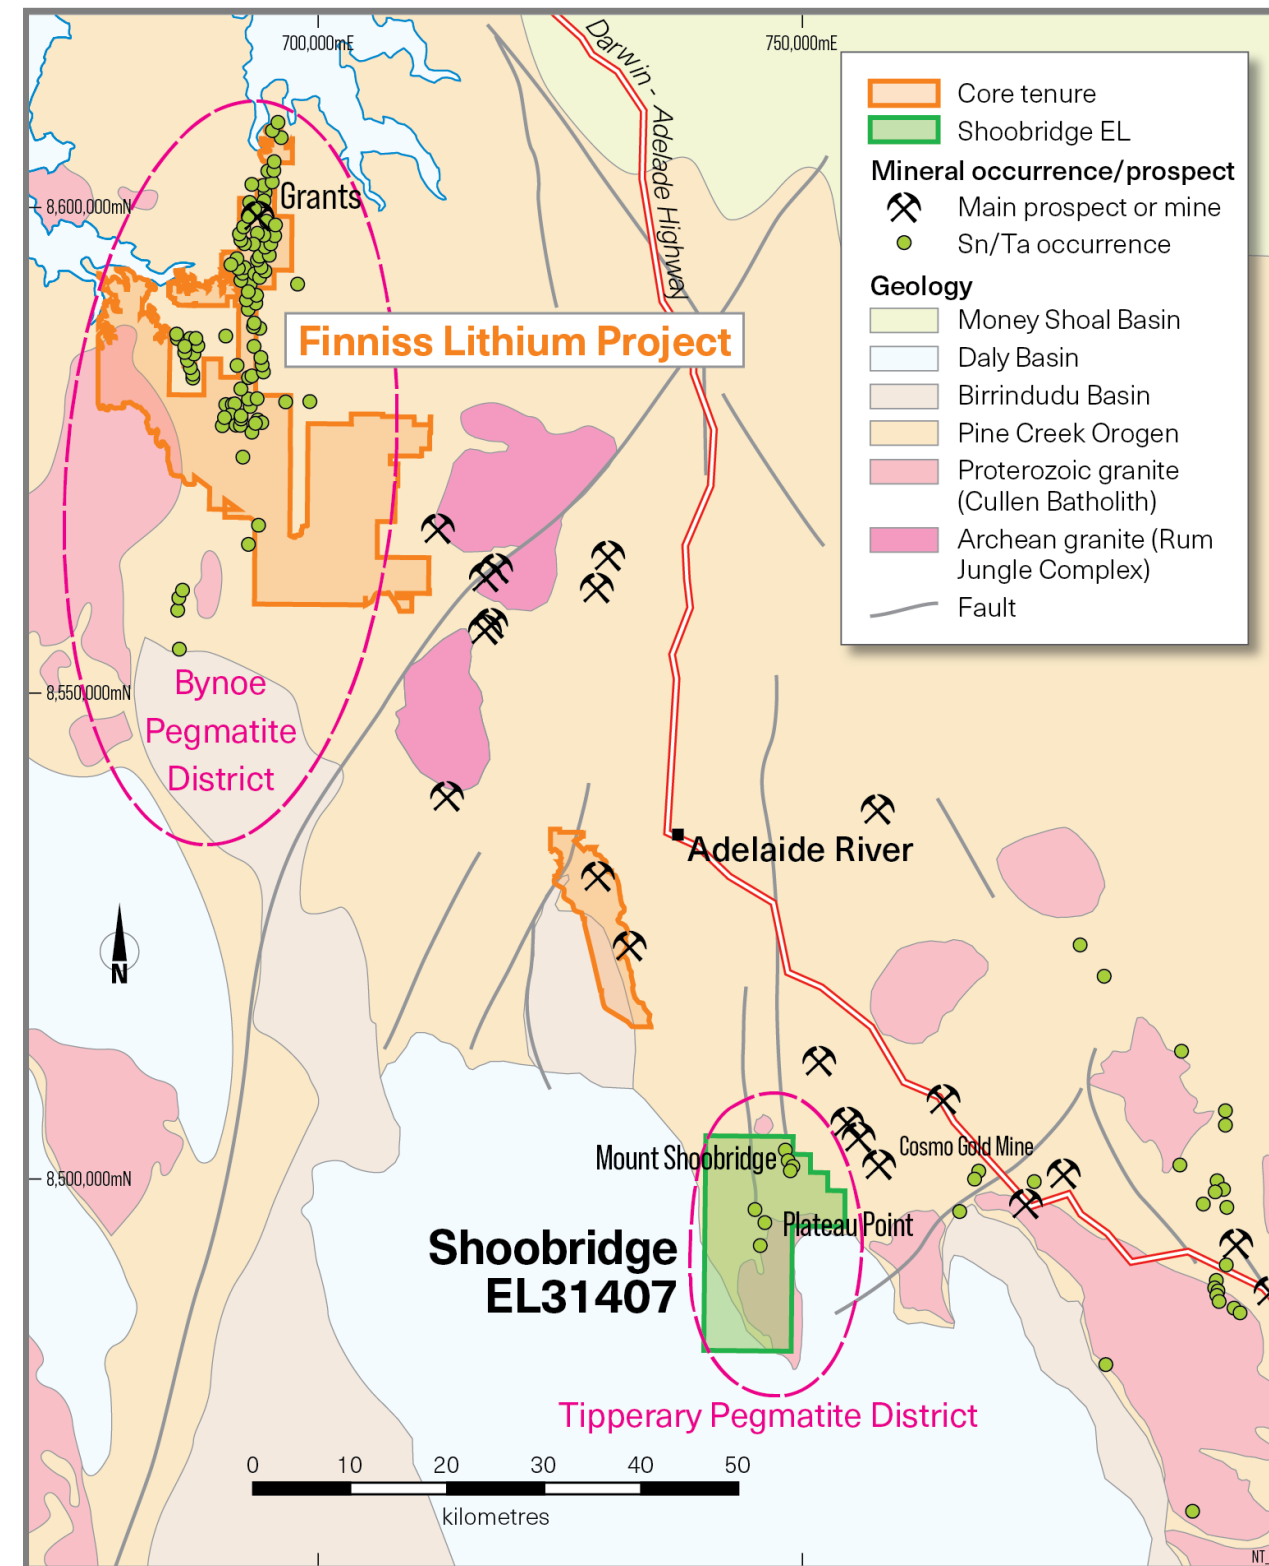 700,000mE
750,000mE
Darwin - Adelade Highway
Core tenure
Shoobridge EL
Mineral occurrence/prospect
Main prospect or mine
Sn/Ta occurrence
Geology
Money Shoal Basin
Daly Basin
Birrindudu Basin
Pine Creek Orogen
Proterozoic granite
(Cullen Batholith)
Archean granite (Rum
Jungle Complex)
Fault
Grants
8,600,000mN
Finniss Lithium Project
8,550,000mN
Bynoe
Pegmatite
District
Adelaide River
N
Cosmo Gold Mine
Mount Shoobridge
8,500,000mN
Plateau Point
Shoobridge
EL31407
Tipperary Pegmatite District
0 10 20 30 40 50
kilometres